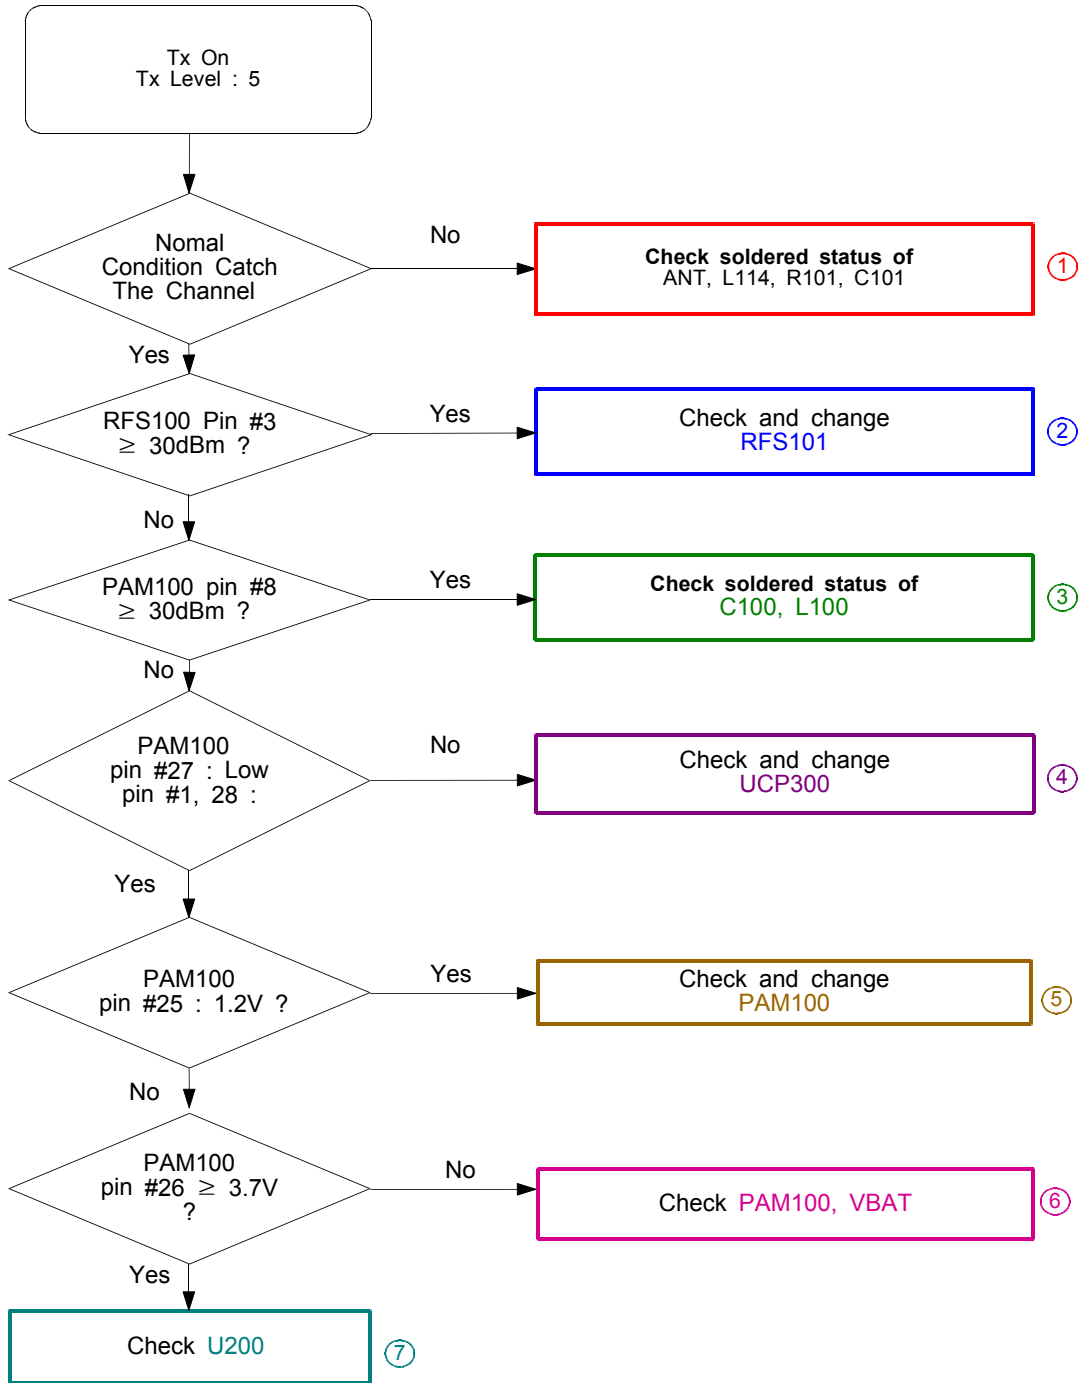 Tx On
Tx Level : 5
Nomal
Condition Catch
The Channel
No
Check soldered status of
ANT, L114, R101, C101
1
Yes
RFS100 Pin #3
≥ 30dBm ?
Yes
Check and change
RFS101
2
No
PAM100 pin #8
≥ 30dBm ?
Yes
Check soldered status of
C100, L100
3
No
PAM100
pin #27 : Low
pin #1, 28 :
No
Check and change
UCP300
4
Yes
PAM100
pin #25 : 1.2V ?
Yes
Check and change
PAM100
5
No
PAM100
pin #26 ≥ 3.7V
?
No
Check PAM100, VBAT
6
Yes
Check U200
7